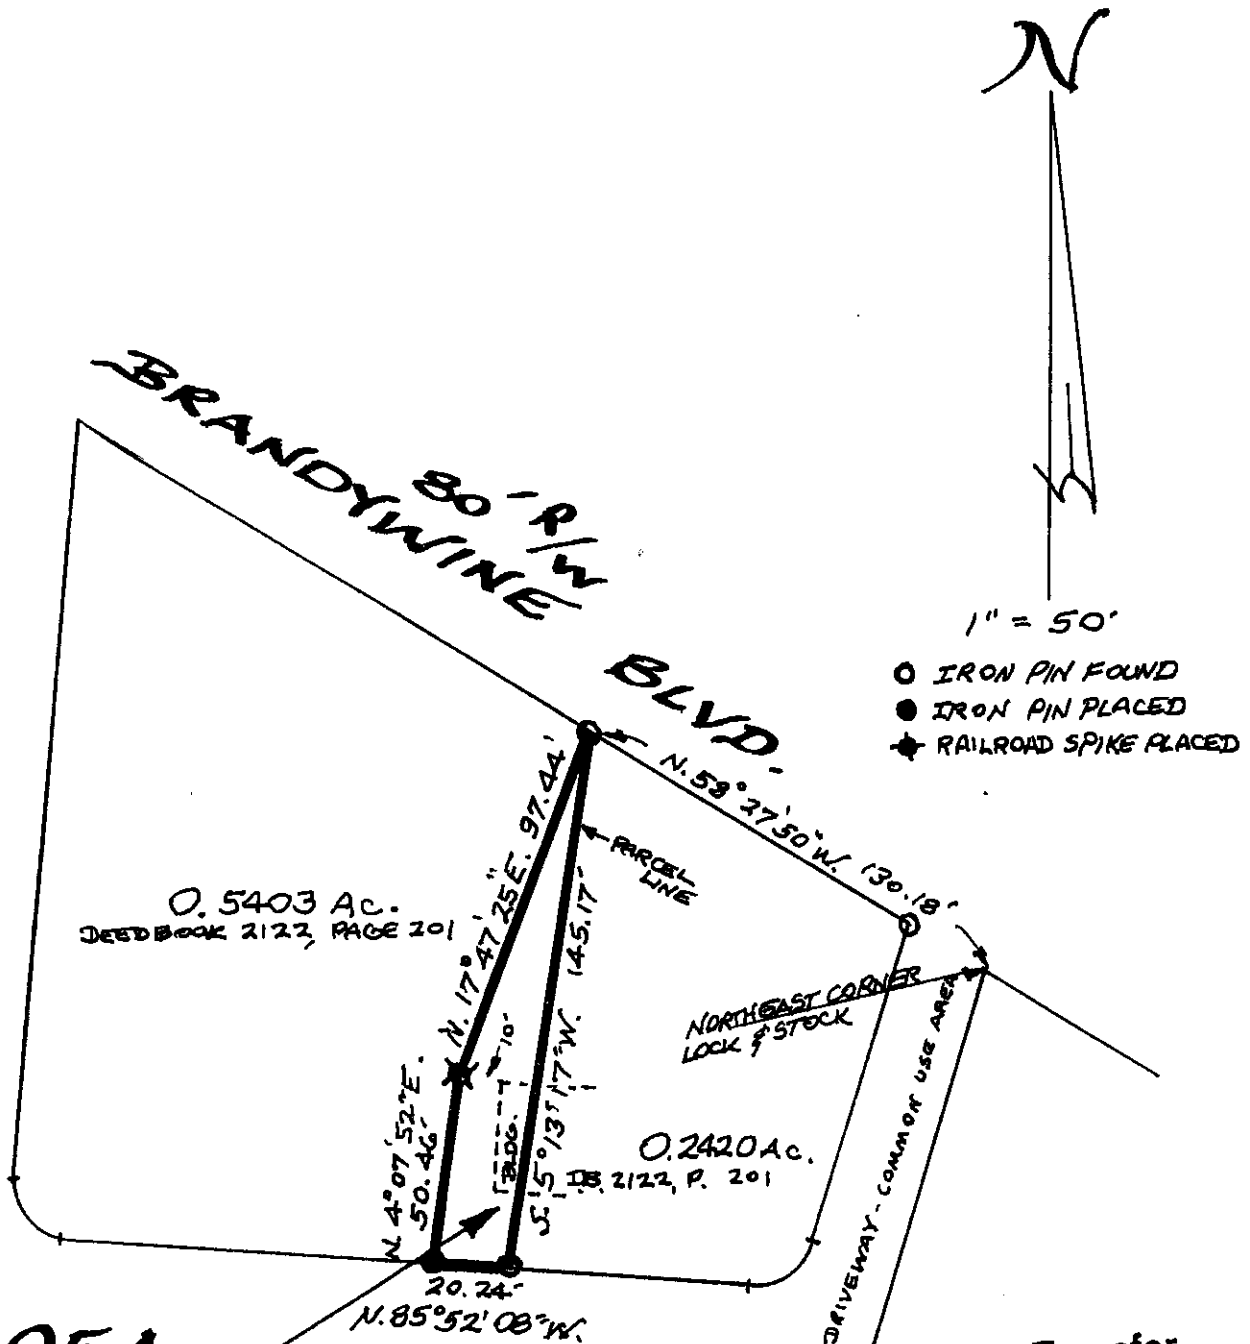 N
BRANDYWINE BLVD.
80' R/W
1" = 50'
IRON PIN FOUND
IRON PIN PLACED
RAILROAD SPIKE PLACED
N. 58° 27' 50" W. 130.18'
PARCEL
LINE
N. 17° 47' 25" E. 97.44'
S. 5° 13' 17" W. 145.17'
0.5403 AC.
DEED BOOK 2122, PAGE 201
NORTHEAST CORNER
LOCK & STOCK
10'
BLDG.
0.2420 AC.
DB. 2122, P. 201
DRIVEWAY - COMMON USE AREA
N. 4° 07' 52" E.
50.46'
20.24'
N. 85° 52' 08" W.